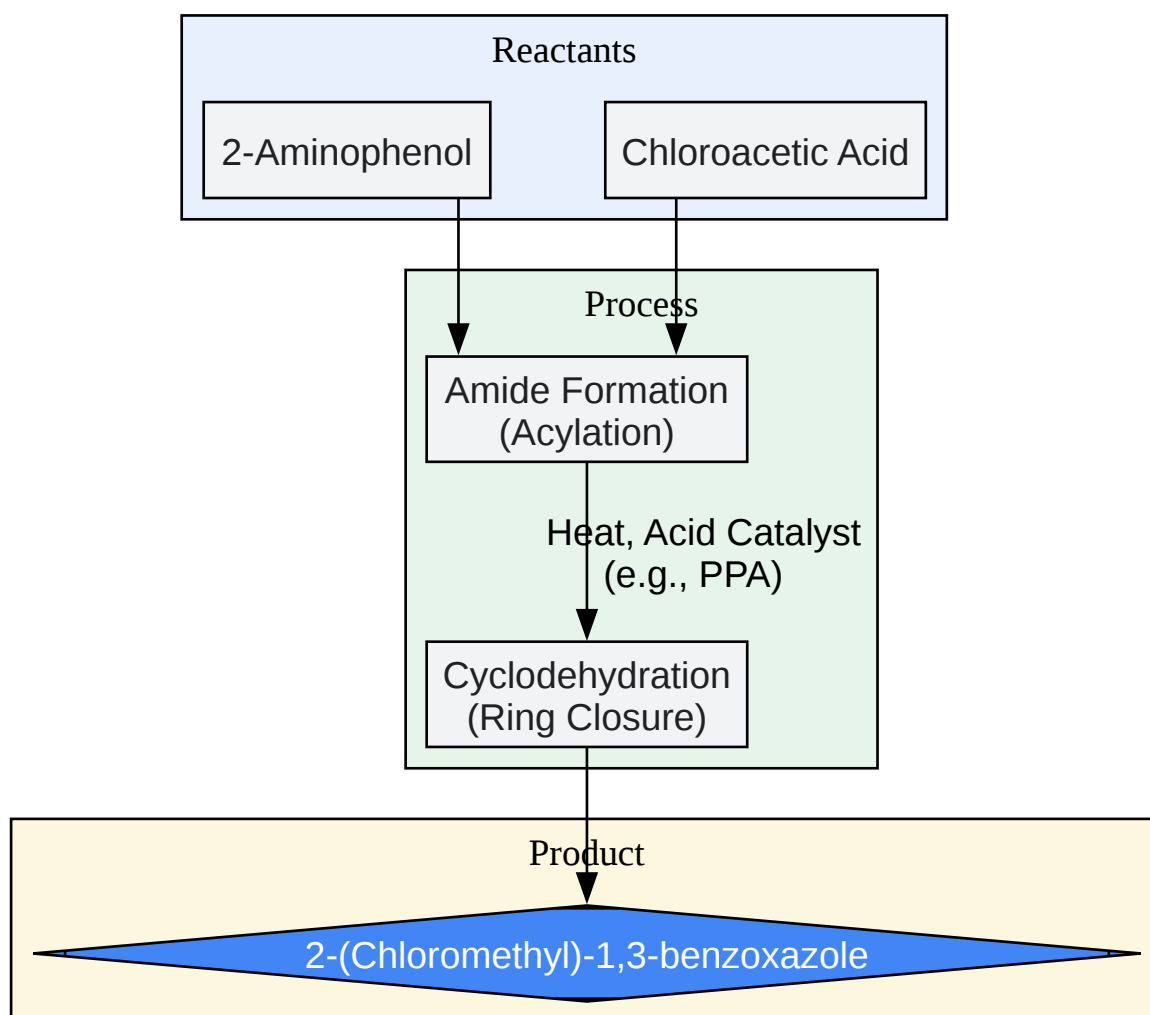 Reactants
2-Aminophenol
Chloroacetic Acid
Process
Amide Formation
(Acylation)
Heat, Acid Catalyst
(e.g., PPA)
Cyclodehydration
(Ring Closure)
Product
2-(Chloromethyl)-1,3-benzoxazole